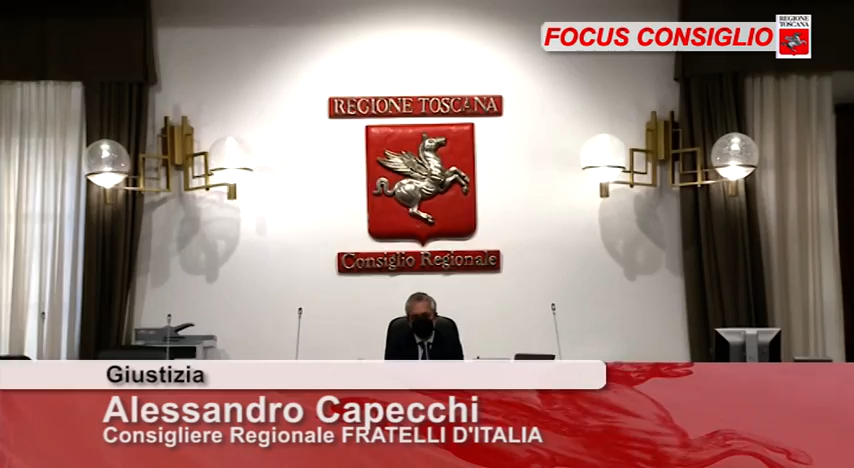 FOCUS CONSIGLIO
REGIONE
TOSCANA
REGIONE TOSCANA
Consiglio Regionale
Giustizia
Alessandro Capecchi
Consigliere Regionale FRATELLI D'ITALIA